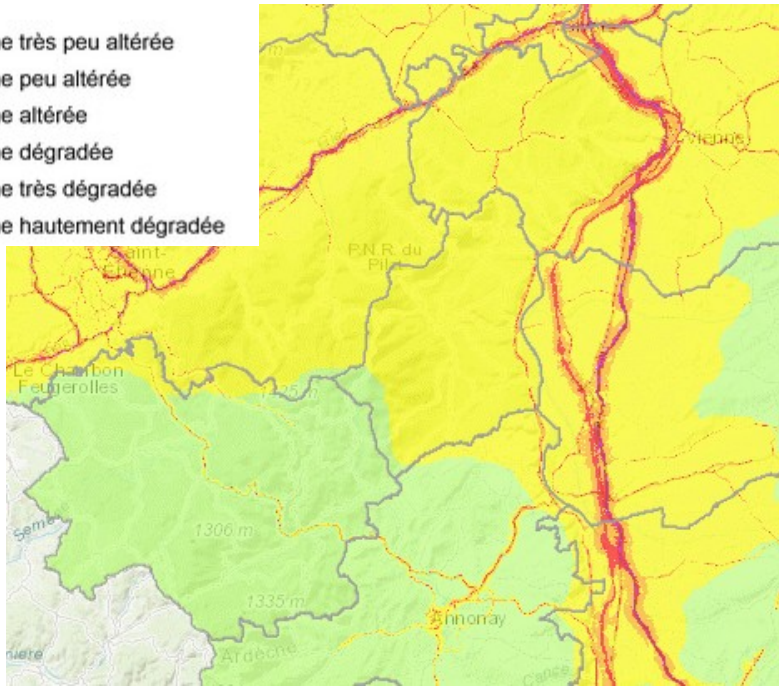 e très peu altérée
e peu altérée
e altérée
e dégradée
e très dégradée
e hautement dégradée
Vienne
Saint-
Etienne
P.N.R. du
Pilat
Le Chambon
Feugerolles
1306 m
1335 m
Annonay
Ardèche
Cance